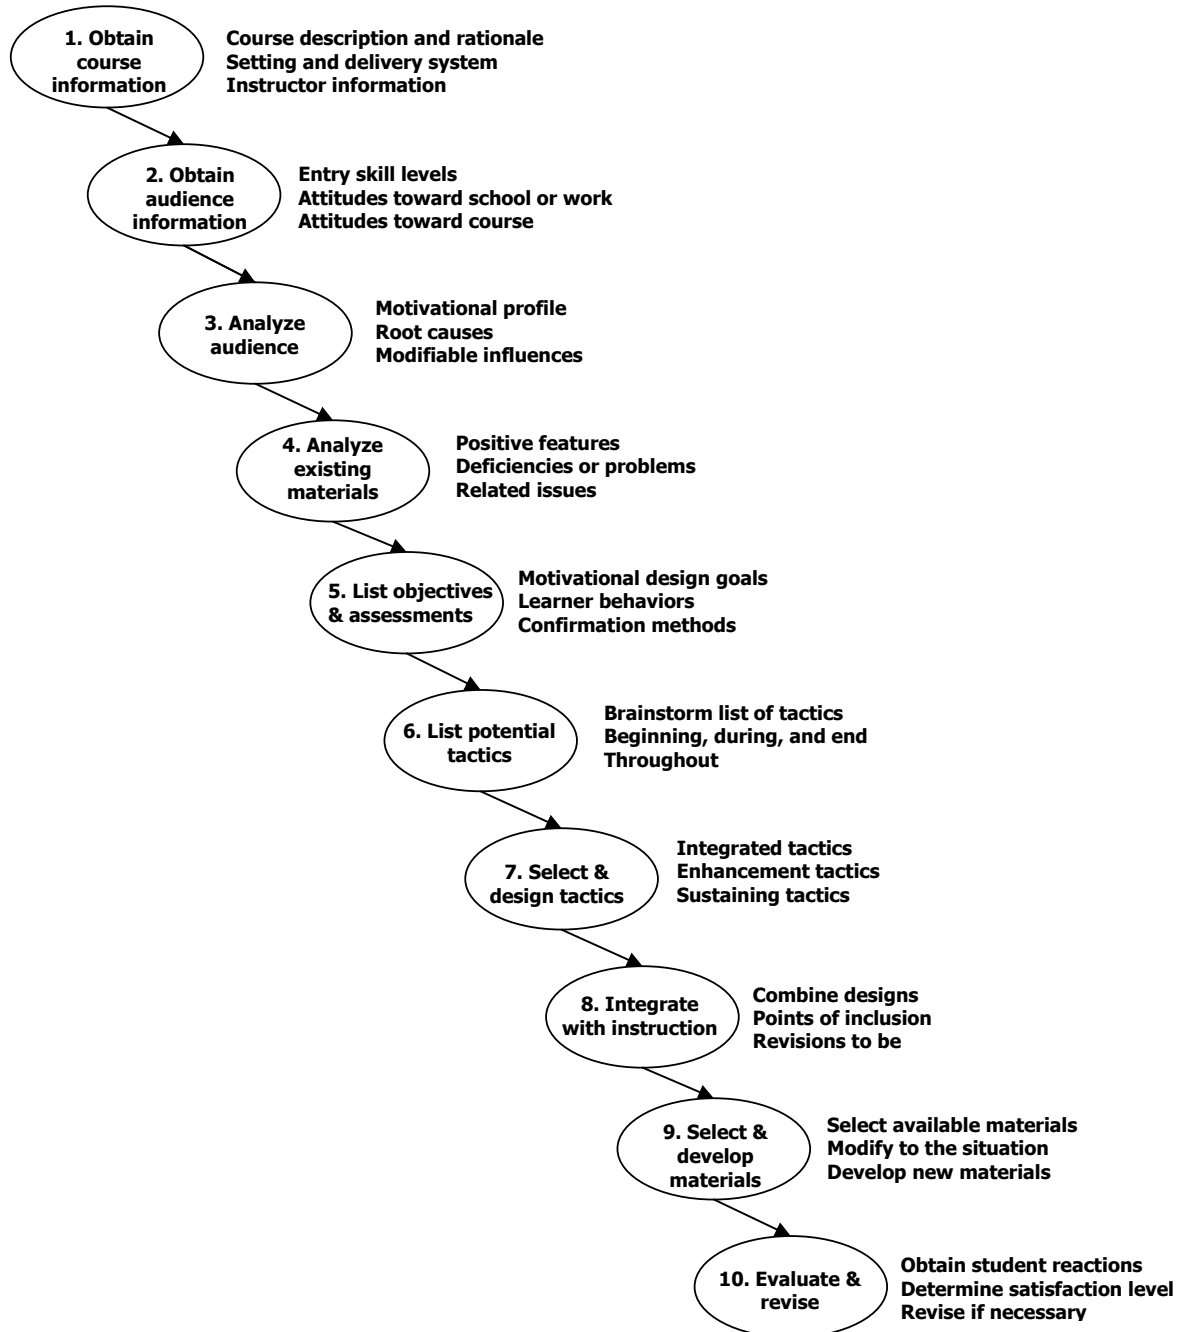 1. Obtain
course
information
Course description and rationale
Setting and delivery system
Instructor information
2. Obtain
audience
information
Entry skill levels
Attitudes toward school or work
Attitudes toward course
3. Analyze
audience
Motivational profile
Root causes
Modifiable influences
4. Analyze
existing
materials
Positive features
Deficiencies or problems
Related issues
5. List objectives
& assessments
Motivational design goals
Learner behaviors
Confirmation methods
6. List potential
tactics
Brainstorm list of tactics
Beginning, during, and end
Throughout
7. Select &
design tactics
Integrated tactics
Enhancement tactics
Sustaining tactics
8. Integrate
with instruction
Combine designs
Points of inclusion
Revisions to be
9. Select &
develop
materials
Select available materials
Modify to the situation
Develop new materials
10. Evaluate &
revise
Obtain student reactions
Determine satisfaction level
Revise if necessary